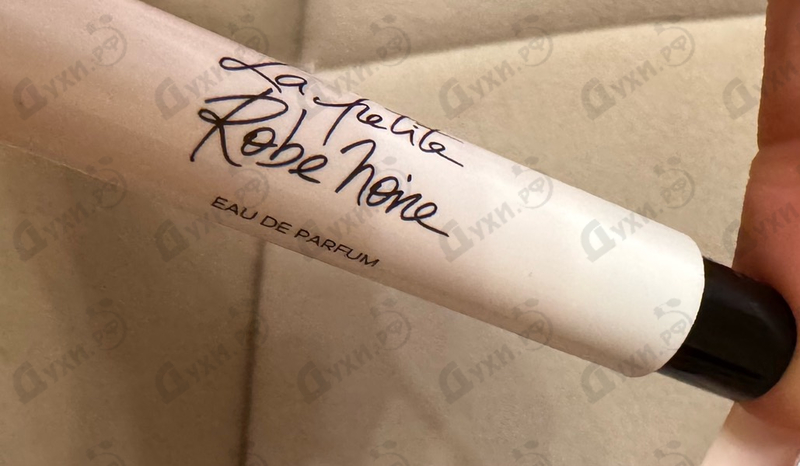 La petite
Robe Noire
EAU DE PARFUM
Духи.рф